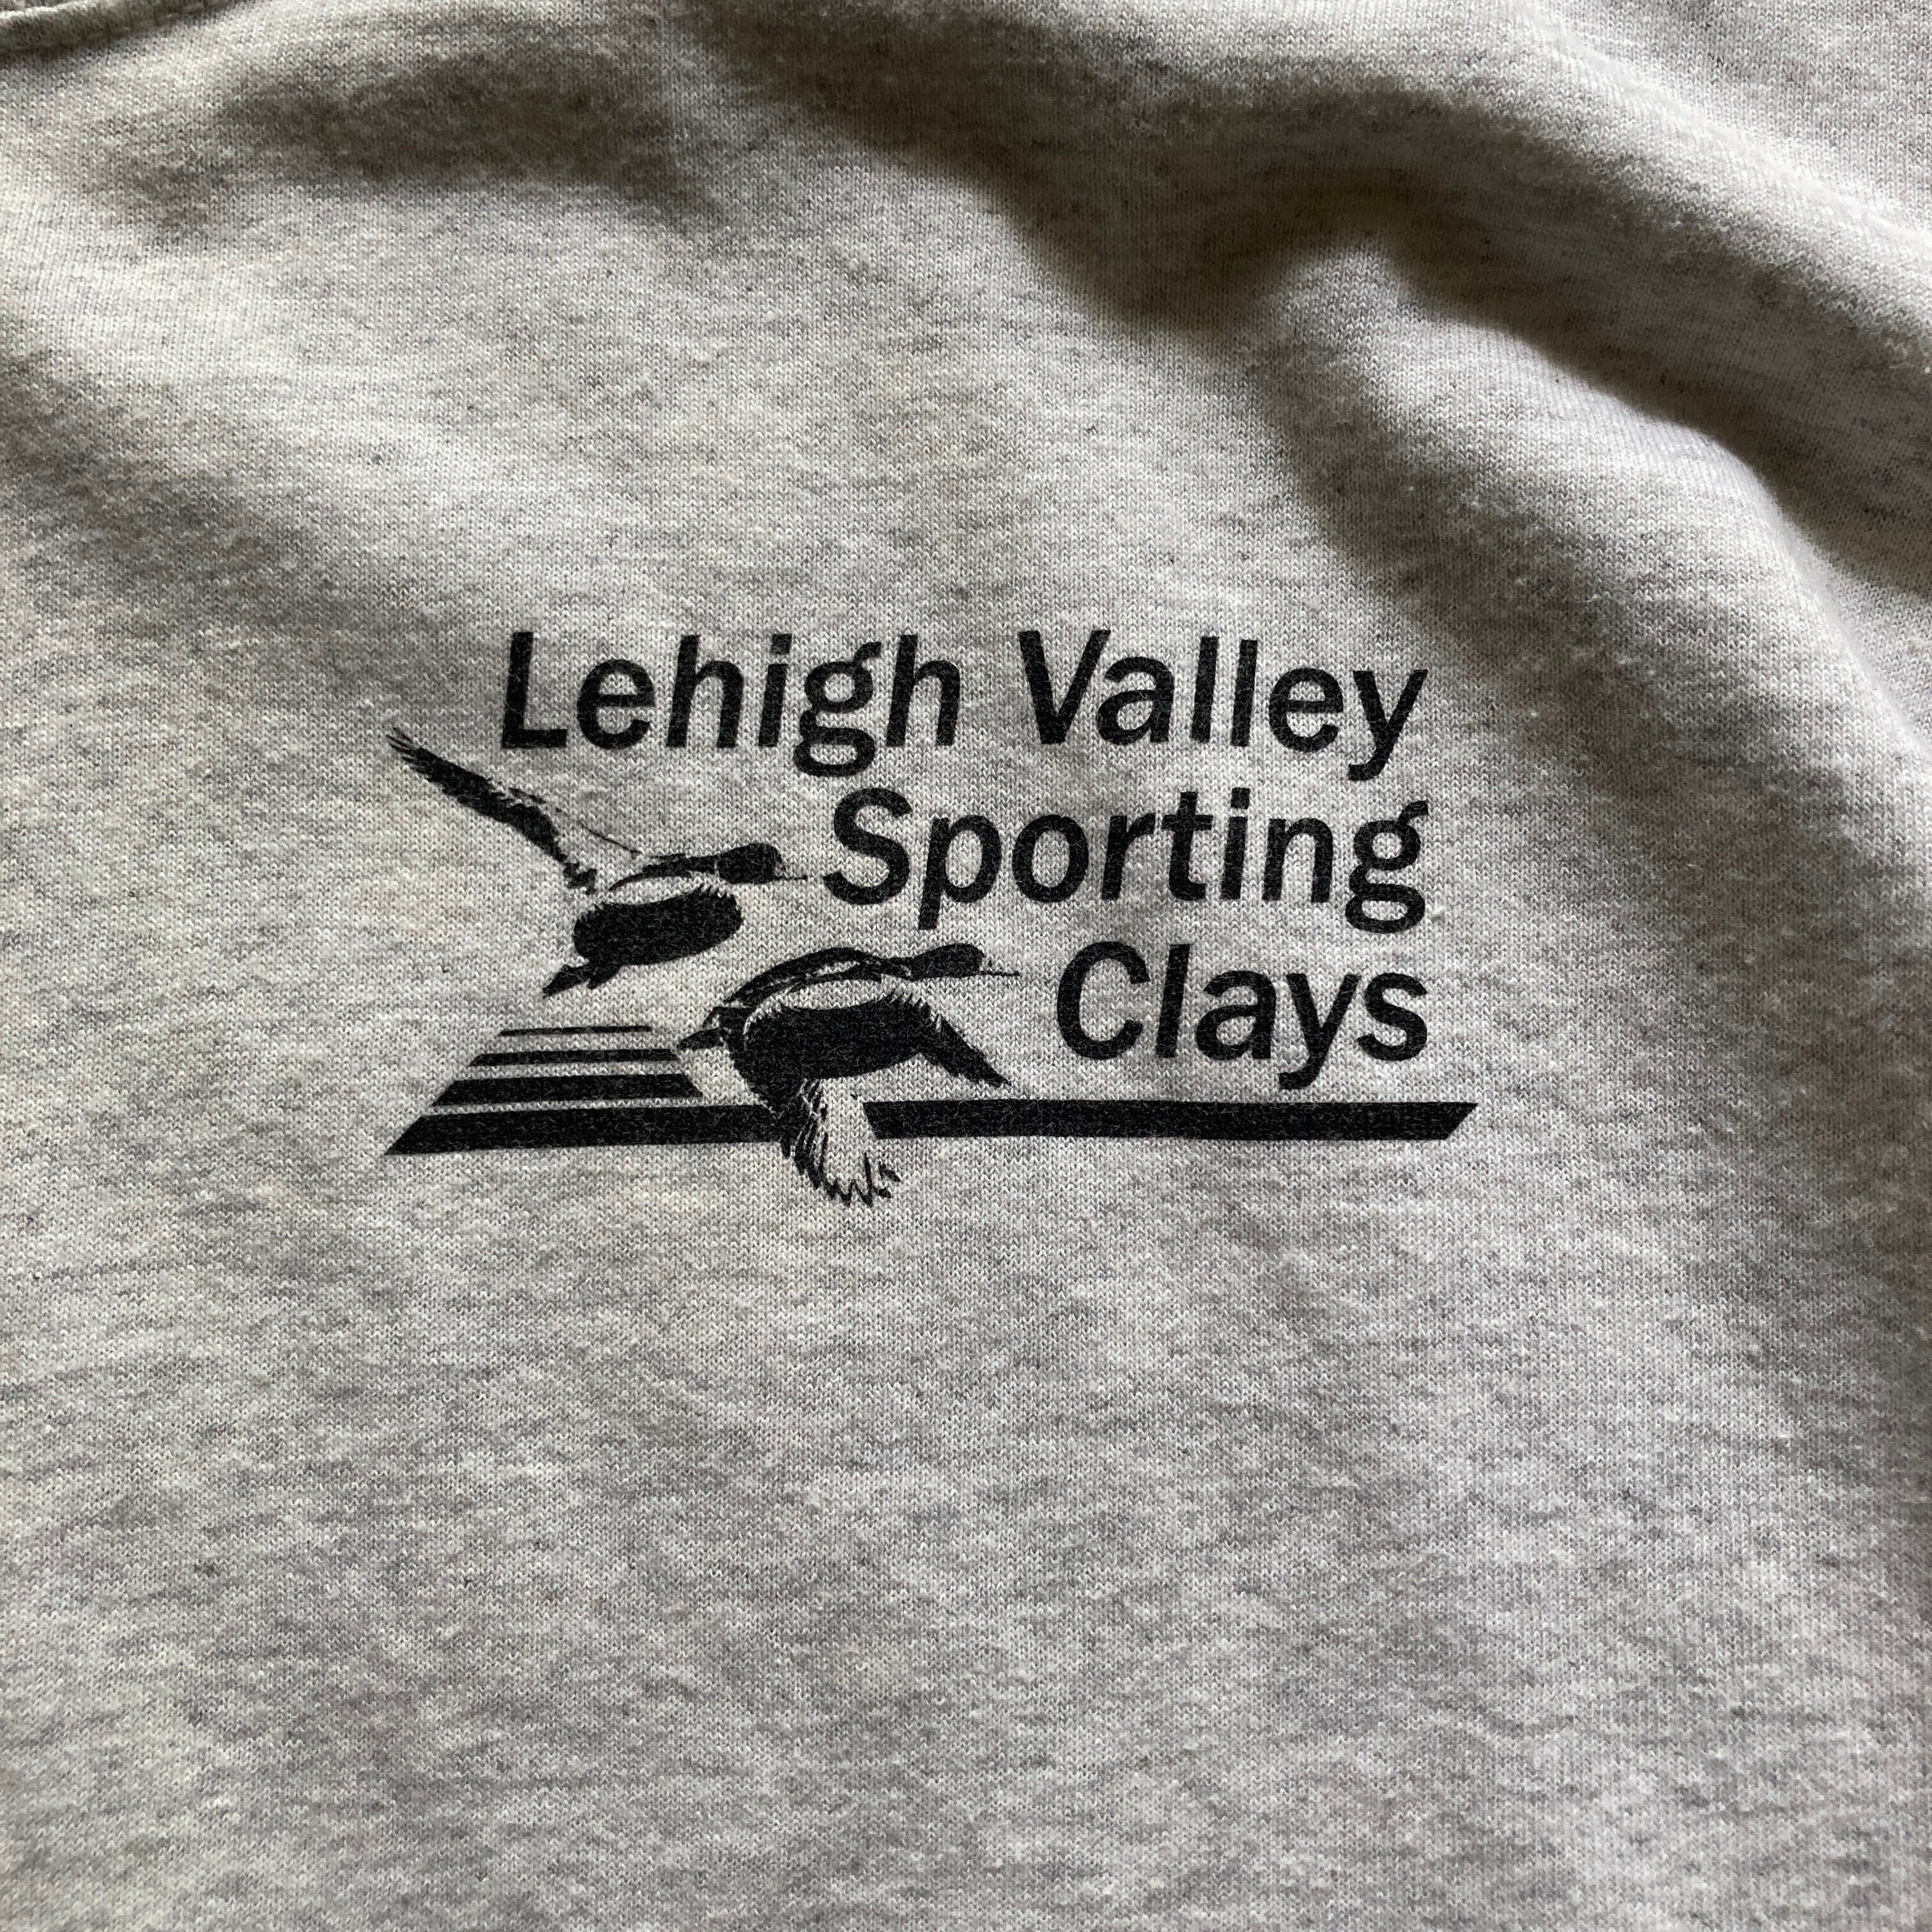 Lehigh Valley
Sporting
Clays